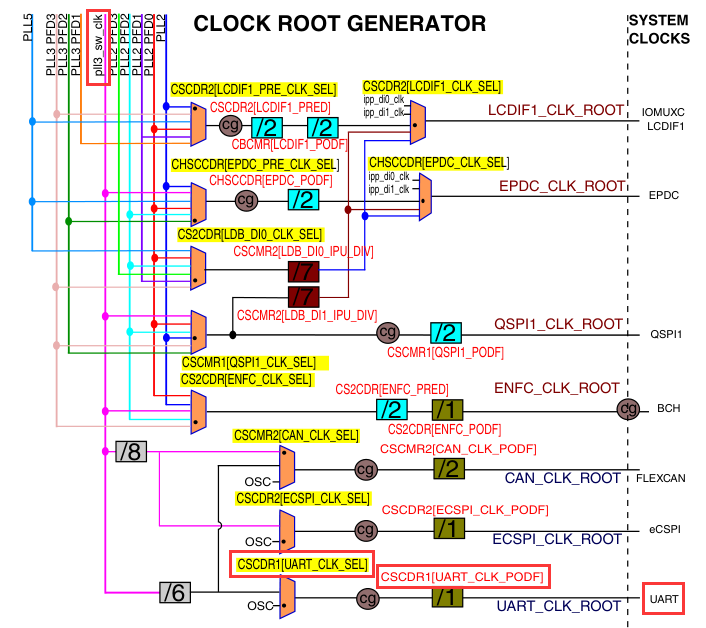 CLOCK ROOT GENERATOR
SYSTEM
CLOCKS
PLL5
PLL3 PFD3
PLL3 PFD2
PLL3 PFD1
pll3_sw_clk
PLL2 PFD3
PLL2 PFD2
PLL2 PFD1
PLL2 PFD0
PLL2
CSCDR2[LCDIF1_PRE_CLK_SEL]
CSCDR2[LCDIF1_PRED]
cg
/2
/2
CBCMR[LCDIF1_PODF]
CSCDR2[LCDIF1_CLK_SEL]
ipp_di0_clk
ipp_di1_clk
LCDIF1_CLK_ROOT
IOMUXC
LCDIF1
CHSCCDR[EPDC_PRE_CLK_SEL]
CHSCCDR[EPDC_PODF]
cg
/2
CHSCCDR[EPDC_CLK_SEL]
ipp_di0_clk
ipp_di1_clk
EPDC_CLK_ROOT
EPDC
CS2CDR[LDB_DI0_CLK_SEL]
CSCMR2[LDB_DI0_IPU_DIV]
/7
/7
CSCMR2[LDB_DI1_IPU_DIV]
cg
/2
QSPI1_CLK_ROOT
QSPI1
CSCMR1[QSPI1_PODF]
CSCMR1[QSPI1_CLK_SEL]
CS2CDR[ENFC_CLK_SEL]
CS2CDR[ENFC_PRED]
/2
/1
CS2CDR[ENFC_PODF]
ENFC_CLK_ROOT
cg
BCH
/8
CSCMR2[CAN_CLK_SEL]
OSC
cg
CSCMR2[CAN_CLK_PODF]
/2
CAN_CLK_ROOT
FLEXCAN
CSCDR2[ECSPI_CLK_SEL]
OSC
cg
CSCDR2[ECSPI_CLK_PODF]
/1
ECSPI_CLK_ROOT
eCSPI
/6
CSCDR1[UART_CLK_SEL]
OSC
cg
CSCDR1[UART_CLK_PODF]
/1
UART_CLK_ROOT
UART